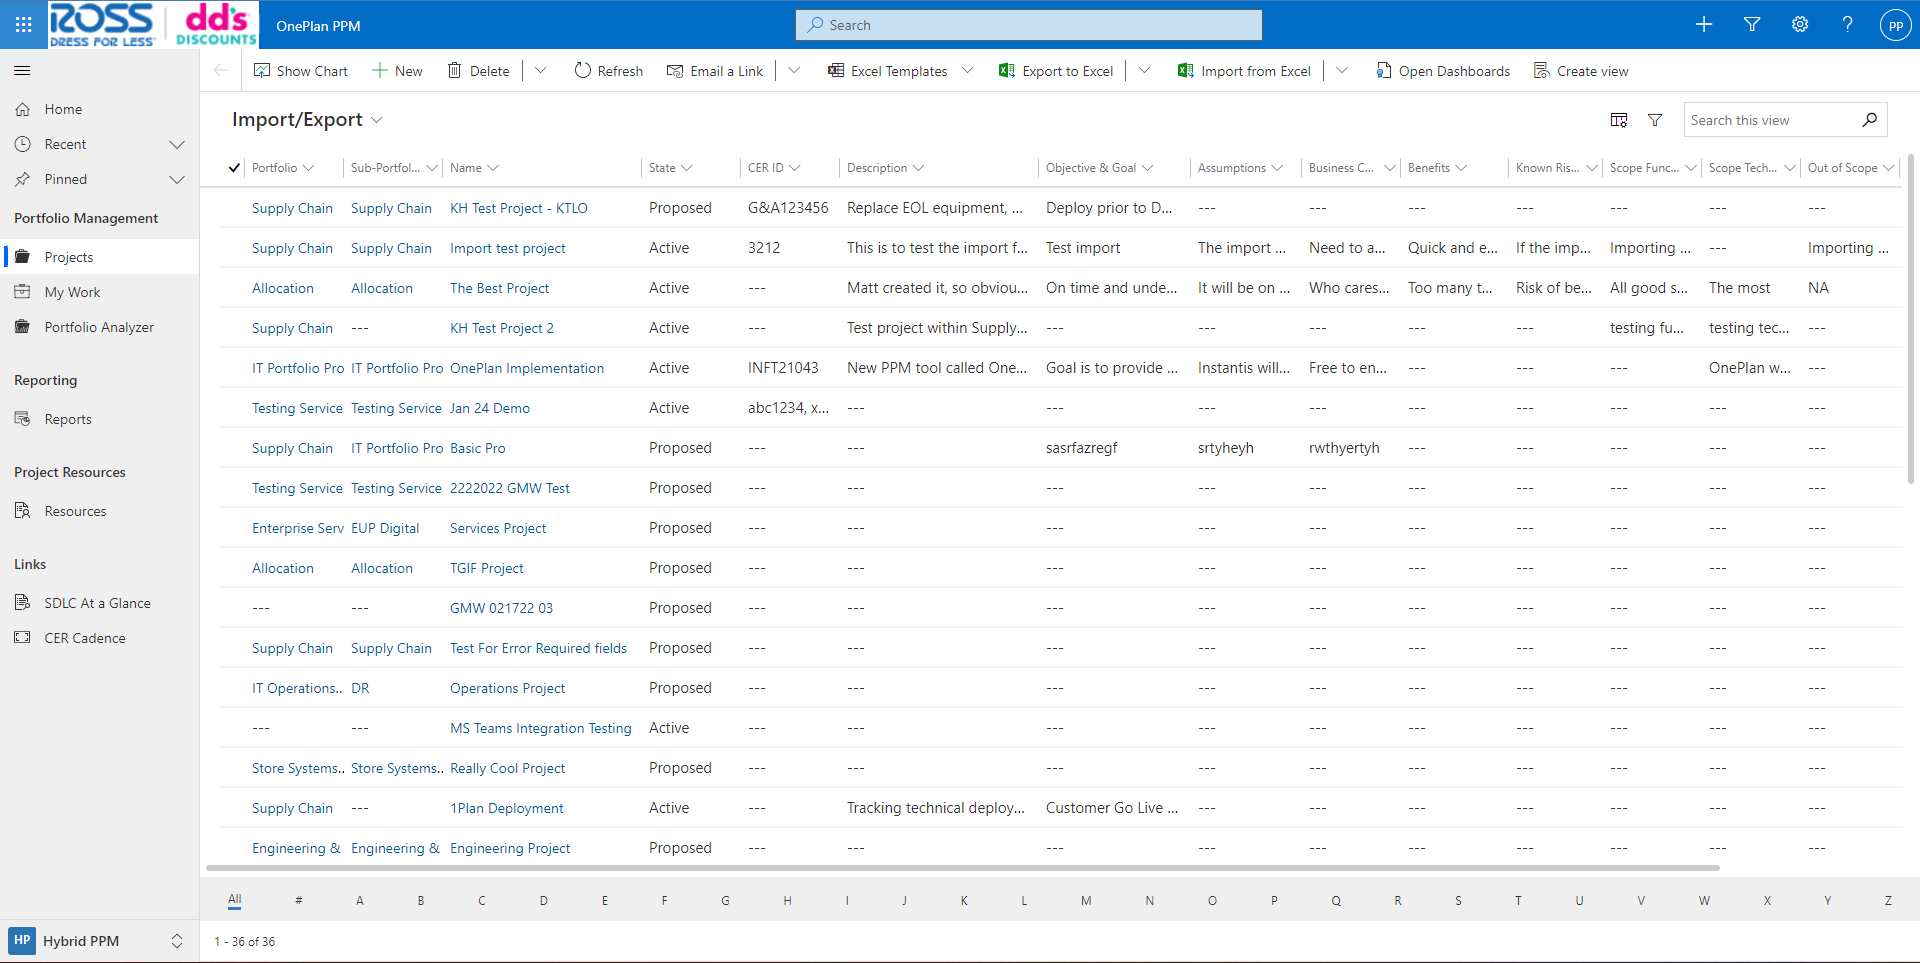 ROSS dd's
DRESS FOR LESS DISCOUNTS OnePlan PPM Search PP
Show Chart New Delete Refresh Email a Link Excel Templates Export to Excel Import from Excel Open Dashboards Create view
Home
Recent
Pinned
Portfolio Management
Projects
My Work
Portfolio Analyzer
Reporting
Reports
Project Resources
Resources
Links
SDLC At a Glance
CER Cadence
HP Hybrid PPM
Import/Export Search this view
Portfolio Sub-Portfol... Name State CER ID Description Objective & Goal Assumptions Business C... Benefits Known Ris... Scope Func... Scope Tech... Out of Scope
Supply Chain Supply Chain KH Test Project - KTLO Proposed G&A123456 Replace EOL equipment, ... Deploy prior to D... --- --- --- --- --- --- ---
Supply Chain Supply Chain Import test project Active 3212 This is to test the import f... Test import The import ... Need to a... Quick and e... If the imp... Importing ... --- Importing ...
Allocation Allocation The Best Project Active --- Matt created it, so obviou... On time and unde... It will be on ... Who cares... Too many t... Risk of be... All good s... The most NA
Supply Chain --- KH Test Project 2 Active --- Test project within Supply... --- --- --- --- --- testing fu... testing tec... ---
IT Portfolio Pro IT Portfolio Pro OnePlan Implementation Active INFT21043 New PPM tool called One... Goal is to provide ... Instantis will... Free to en... --- --- --- OnePlan w... ---
Testing Service Testing Service Jan 24 Demo Active abc1234, x... --- --- --- --- --- --- --- --- ---
Supply Chain IT Portfolio Pro Basic Pro Proposed --- --- sasrfazregf srtyheyh rwthyertyh --- --- --- --- ---
Testing Service Testing Service 2222022 GMW Test Proposed --- --- --- --- --- --- --- --- --- ---
Enterprise Serv EUP Digital Services Project Proposed --- --- --- --- --- --- --- --- --- ---
Allocation Allocation TGIF Project Proposed --- --- --- --- --- --- --- --- --- ---
--- --- GMW 021722 03 Proposed --- --- --- --- --- --- --- --- --- ---
Supply Chain Supply Chain Test For Error Required fields Proposed --- --- --- --- --- --- --- --- --- ---
IT Operations.. DR Operations Project Proposed --- --- --- --- --- --- --- --- --- ---
--- --- MS Teams Integration Testing Active --- --- --- --- --- --- --- --- --- ---
Store Systems.. Store Systems.. Really Cool Project Proposed --- --- --- --- --- --- --- --- --- ---
Supply Chain --- 1Plan Deployment Active --- Tracking technical deploy... Customer Go Live ... --- --- --- --- --- --- ---
Engineering & Engineering & Engineering Project Proposed --- --- --- --- --- --- --- --- --- ---
All # A B C D E F G H I J K L M N O P Q R S T U V W X Y Z
1 - 36 of 36